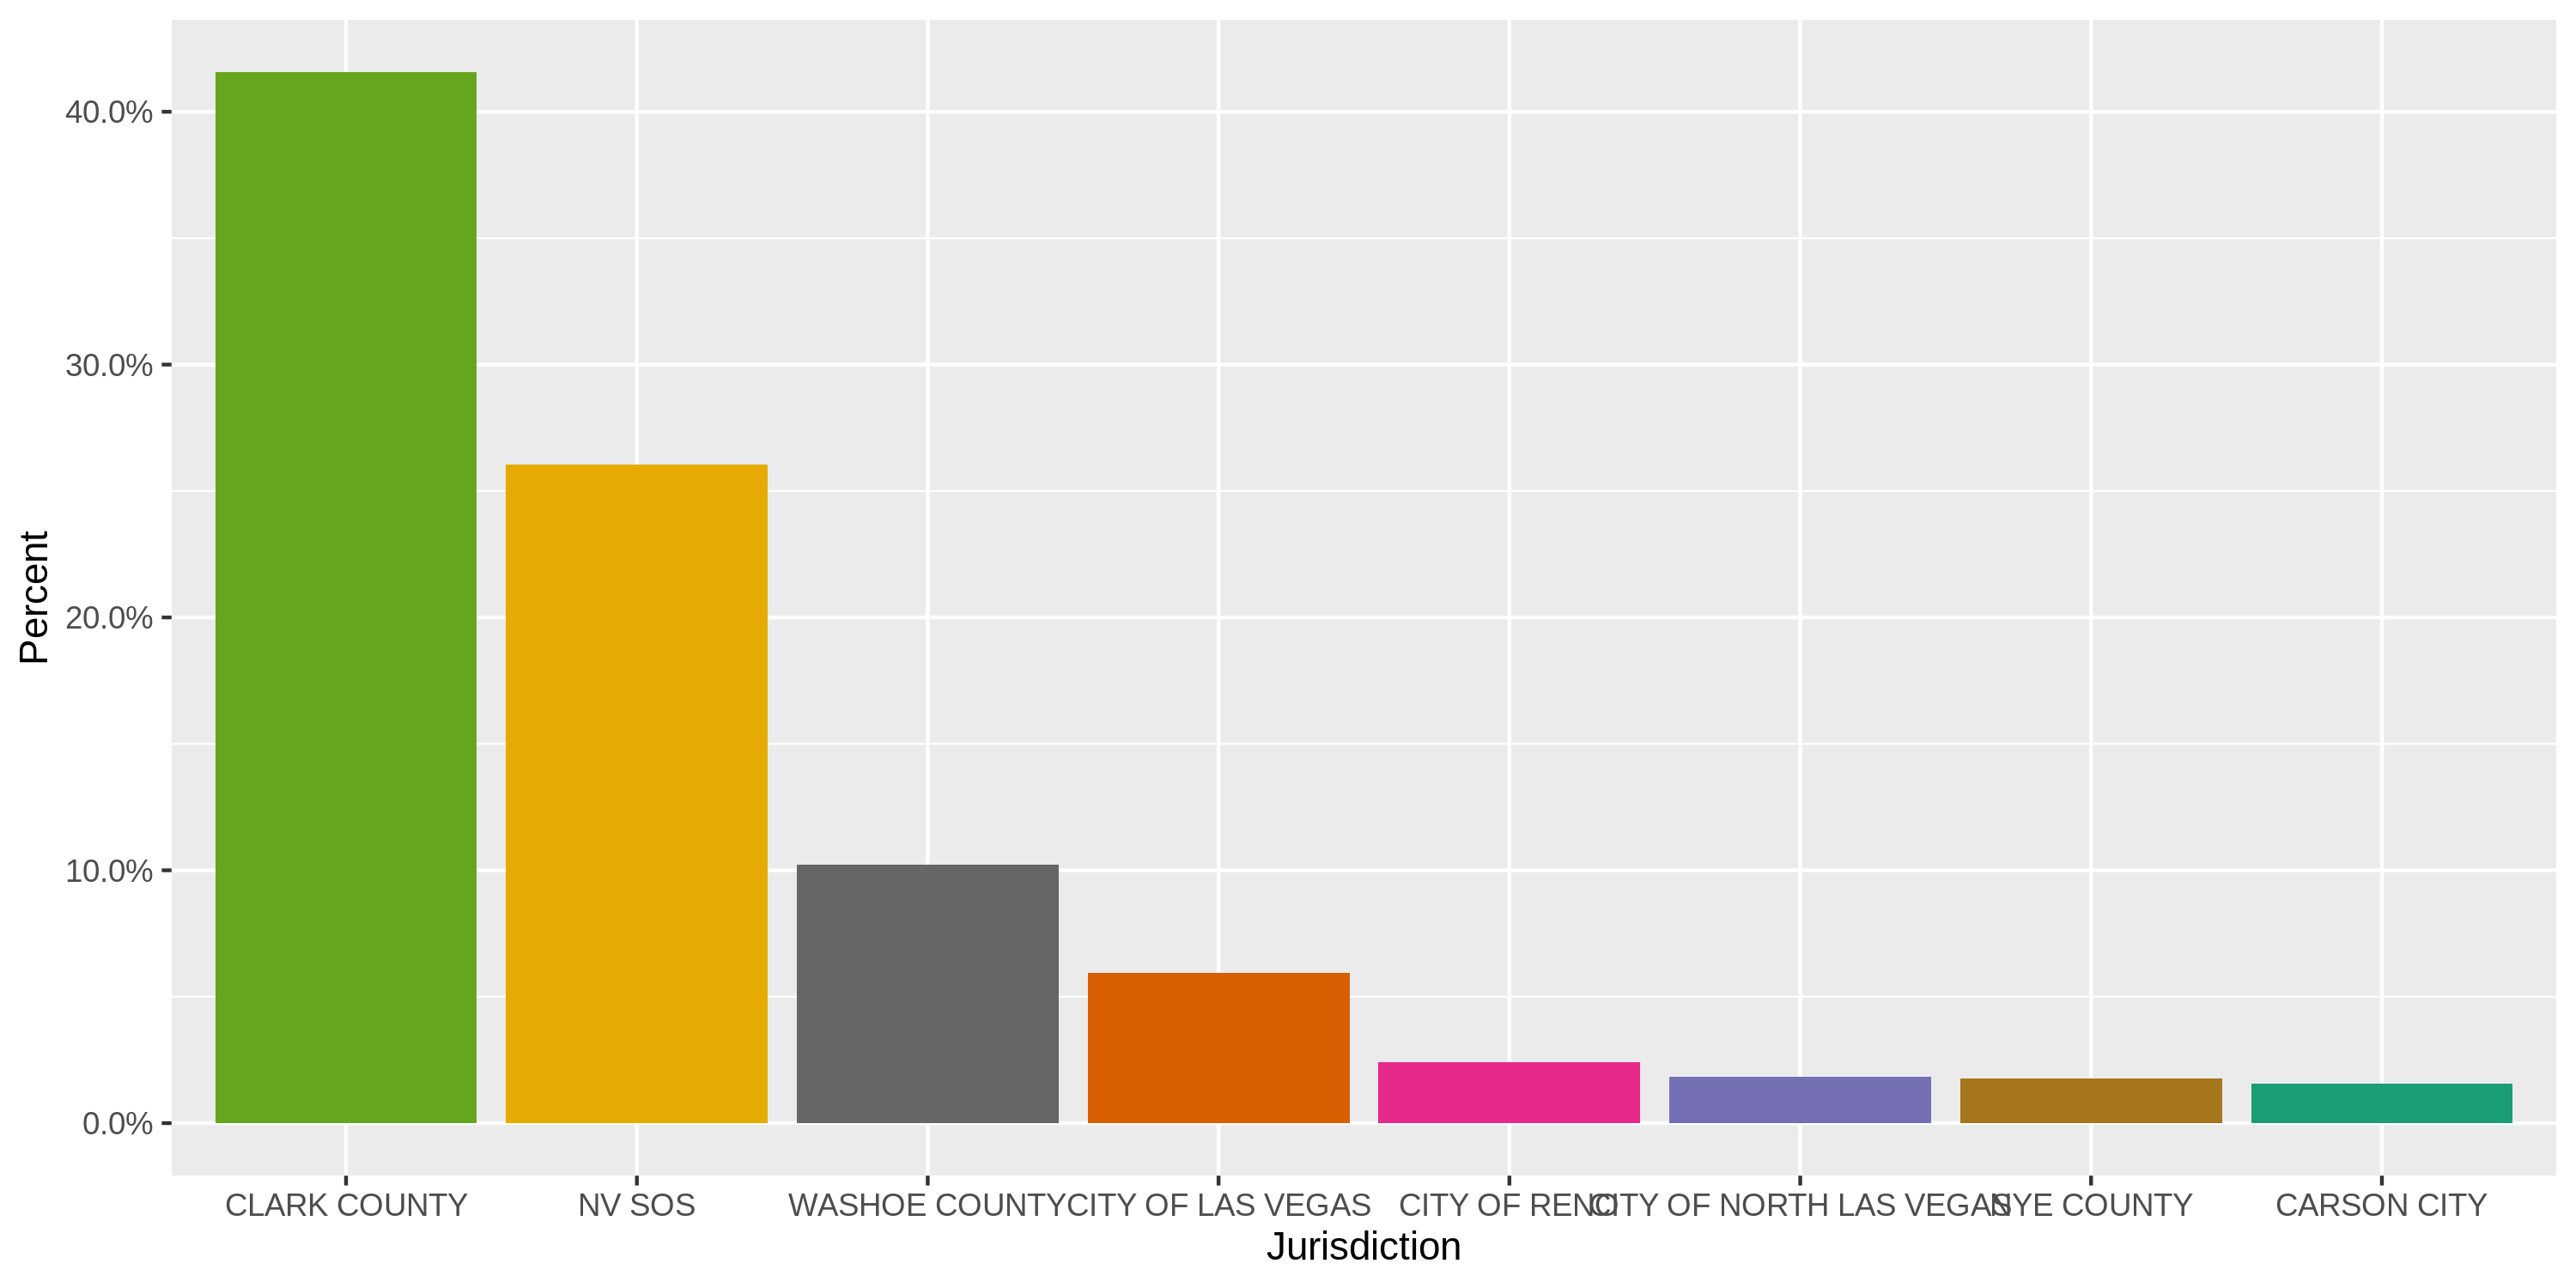 40.0%
30.0%
20.0%
10.0%
0.0%
Percent
CLARK COUNTY
NV SOS
WASHOE COUNTY
CITY OF LAS VEGAS
CITY OF RENO
CITY OF NORTH LAS VEGAS
NYE COUNTY
CARSON CITY
Jurisdiction